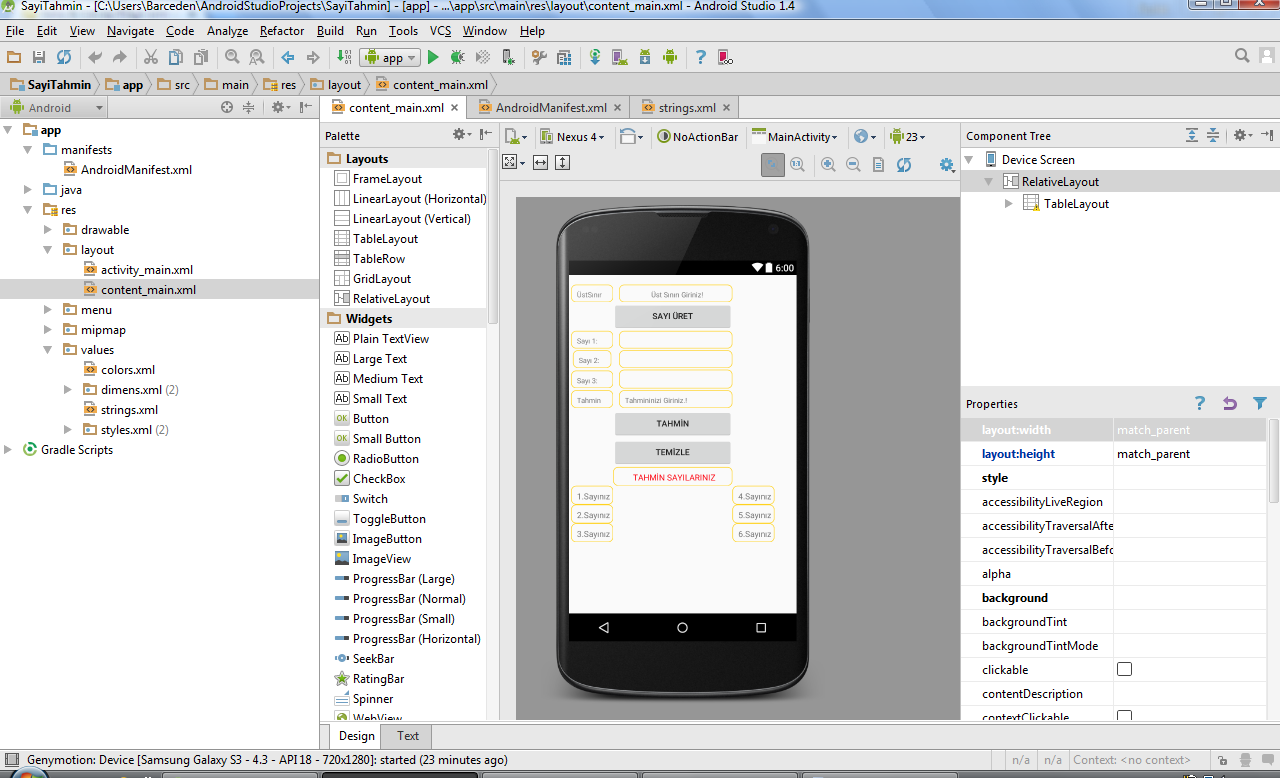 SayiTahmin - [C:\Users\Barceden\AndroidStudioProjects\SayiTahmin] - [app] - ...\app\src\main\res\layout\content_main.xml - Android Studio 1.4
File Edit View Navigate Code Analyze Refactor Build Run Tools VCS Window Help
app
SayiTahmin app src main res layout content_main.xml
Android
content_main.xml AndroidManifest.xml strings.xml
app
manifests
AndroidManifest.xml
java
res
drawable
layout
activity_main.xml
content_main.xml
menu
mipmap
values
colors.xml
dimens.xml (2)
strings.xml
styles.xml (2)
Gradle Scripts
Palette
Layouts
FrameLayout
LinearLayout (Horizontal)
LinearLayout (Vertical)
TableLayout
TableRow
GridLayout
RelativeLayout
Widgets
Plain TextView
Large Text
Medium Text
Small Text
Button
Small Button
RadioButton
CheckBox
Switch
ToggleButton
ImageButton
ImageView
ProgressBar (Large)
ProgressBar (Normal)
ProgressBar (Small)
ProgressBar (Horizontal)
SeekBar
RatingBar
Spinner
WebView
Nexus 4 NoActionBar MainActivity 23
6:00
ÜstSınır Üst Sınırı Giriniz!
SAYI ÜRET
Sayı 1:
Sayı 2:
Sayı 3:
Tahmin Tahmininizi Giriniz.!
TAHMİN
TEMİZLE
TAHMİN SAYILARINIZ
1.Sayınız 4.Sayınız
2.Sayınız 5.Sayınız
3.Sayınız 6.Sayınız
Component Tree
Device Screen
RelativeLayout
TableLayout
Properties
layout:width match_parent
layout:height match_parent
style
accessibilityLiveRegion
accessibilityTraversalAfte
accessibilityTraversalBefo
alpha
background
backgroundTint
backgroundTintMode
clickable
contentDescription
contextClickable
Design Text
Genymotion: Device [Samsung Galaxy S3 - 4.3 - API 18 - 720x1280]: started (23 minutes ago)
n/a n/a Context: <no context>